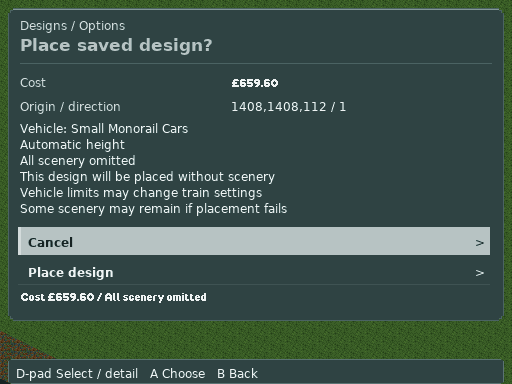 Designs / Options
Place saved design?
Cost £659.60
Origin / direction 1408,1408,112 / 1
Vehicle: Small Monorail Cars
Automatic height
All scenery omitted
This design will be placed without scenery
Vehicle limits may change train settings
Some scenery may remain if placement fails
Cancel >
Place design >
Cost £659.60 / All scenery omitted
D-pad Select / detail A Choose B Back